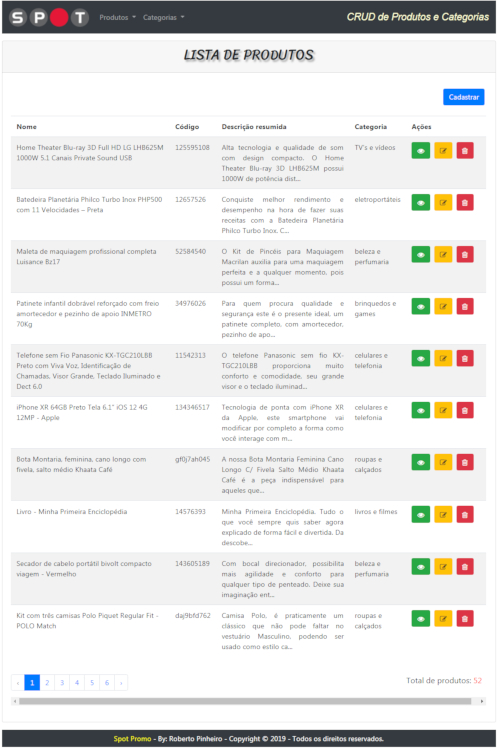 SPOT Produtos Categorias CRUD de Produtos e Categorias
LISTA DE PRODUTOS
Cadastrar
Nome Código Descrição resumida Categoria Ações
Home Theater Blu-ray 3D Full HD LG LHB625M 125595108 Alta tecnologia e qualidade de som TV's e vídeos
1000W 5.1 Canais Private Sound USB com design compacto. O Home
Theater Blu-ray 3D LHB625M possui
1000W de potência dist...
Batedeira Planetária Philco Turbo Inox PHP500 12657526 Conquiste melhor rendimento e eletroportáteis
com 11 Velocidades – Preta desempenho na hora de fazer suas
receitas com a Batedeira Planetária
Philco Turbo Inox. C...
Maleta de maquiagem profissional completa 52584540 O Kit de Pincéis para Maquiagem beleza e
Luisance Bz17 Macrilan auxilia para uma maquiagem perfumaria
perfeita e a qualquer momento, pois
possui um forma...
Patinete infantil dobrável reforçado com freio 34976026 Para quem procura qualidade e brinquedos e
amortecedor e pezinho de apoio INMETRO segurança este é o presente ideal, um games
70Kg patinete completo, com amortecedor,
pezinho de apo...
Telefone sem Fio Panasonic KX-TGC210LBB 11542313 O telefone Panasonic sem fio KX- celulares e
Preto com Viva Voz, Identificação de TGC210LBB proporciona muito telefonia
Chamadas, Visor Grande, Teclado Iluminado e conforto e comodidade, seu grande
Dect 6.0 visor e o teclado iluminad...
iPhone XR 64GB Preto Tela 6.1" iOS 12 4G 134346517 Tecnologia de ponta com iPhone XR celulares e
12MP - Apple da Apple, este smartphone vai telefonia
modificar por completo a forma como
você interage com m...
Bota Montaria, feminina, cano longo com gf0j7ah045 A nossa Bota Montaria Feminina Cano roupas e
fivela, salto médio Khaata Café Longo C/ Fivela Salto Médio Khaata calçados
Café é a peça indispensável para
aqueles que...
Livro - Minha Primeira Enciclopédia 14576393 Minha Primeira Enciclopédia. Tudo o livros e filmes
que você sempre quis saber agora
explicado de forma fácil e divertida. Da
descobe...
Secador de cabelo portátil bivolt compacto 143605189 Com bocal direcionador, possibilita beleza e
viagem - Vermelho mais agilidade e conforto para perfumaria
qualquer tipo de penteado. Deixe sua
imaginação ent...
Kit com três camisas Polo Piquet Regular Fit - daj9bfd762 Camisa Polo, é praticamente um roupas e
POLO Match clássico que não pode faltar no calçados
vestuário Masculino, podendo ser
usado como estilo ca...
‹ 1 2 3 4 5 6 › Total de produtos: 52
Spot Promo - By: Roberto Pinheiro - Copyright © 2019 - Todos os direitos reservados.